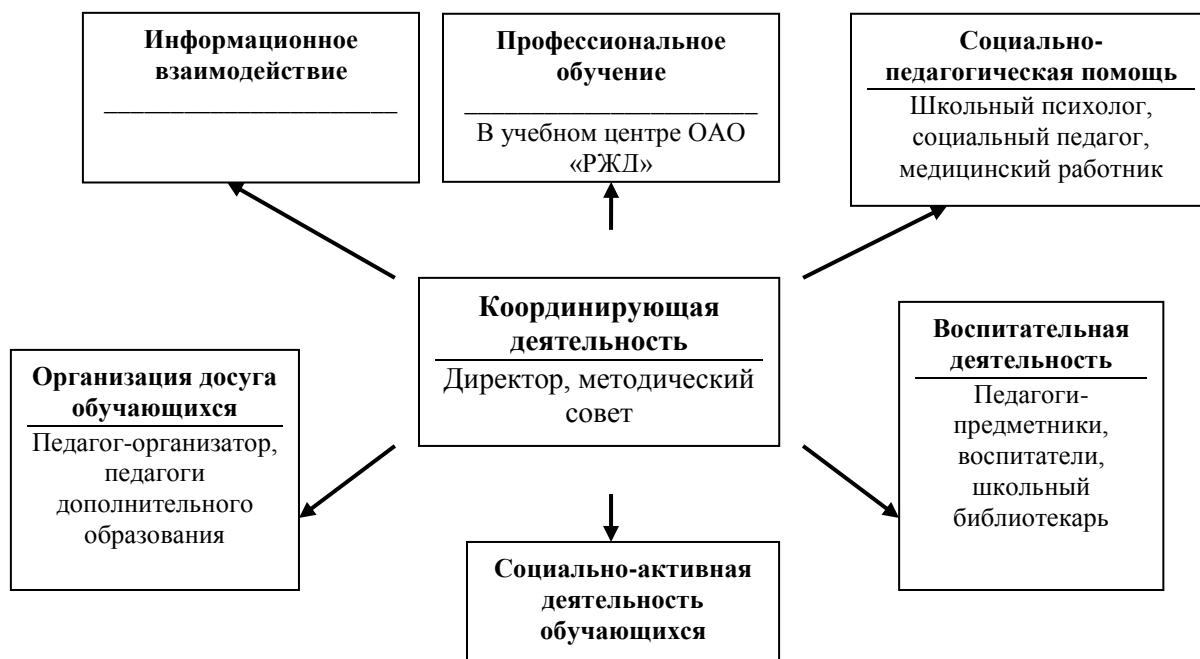 Информационное
взаимодействие
Профессиональное
обучение
В учебном центре ОАО
«РЖД»
Социально-
педагогическая помощь
Школьный психолог,
социальный педагог,
медицинский работник
Координирующая
деятельность
Директор, методический
совет
Организация досуга
обучающихся
Педагог-организатор,
педагоги
дополнительного
образования
Воспитательная
деятельность
Педагоги-
предметники,
воспитатели,
школьный
библиотекарь
Социально-активная
деятельность
обучающихся